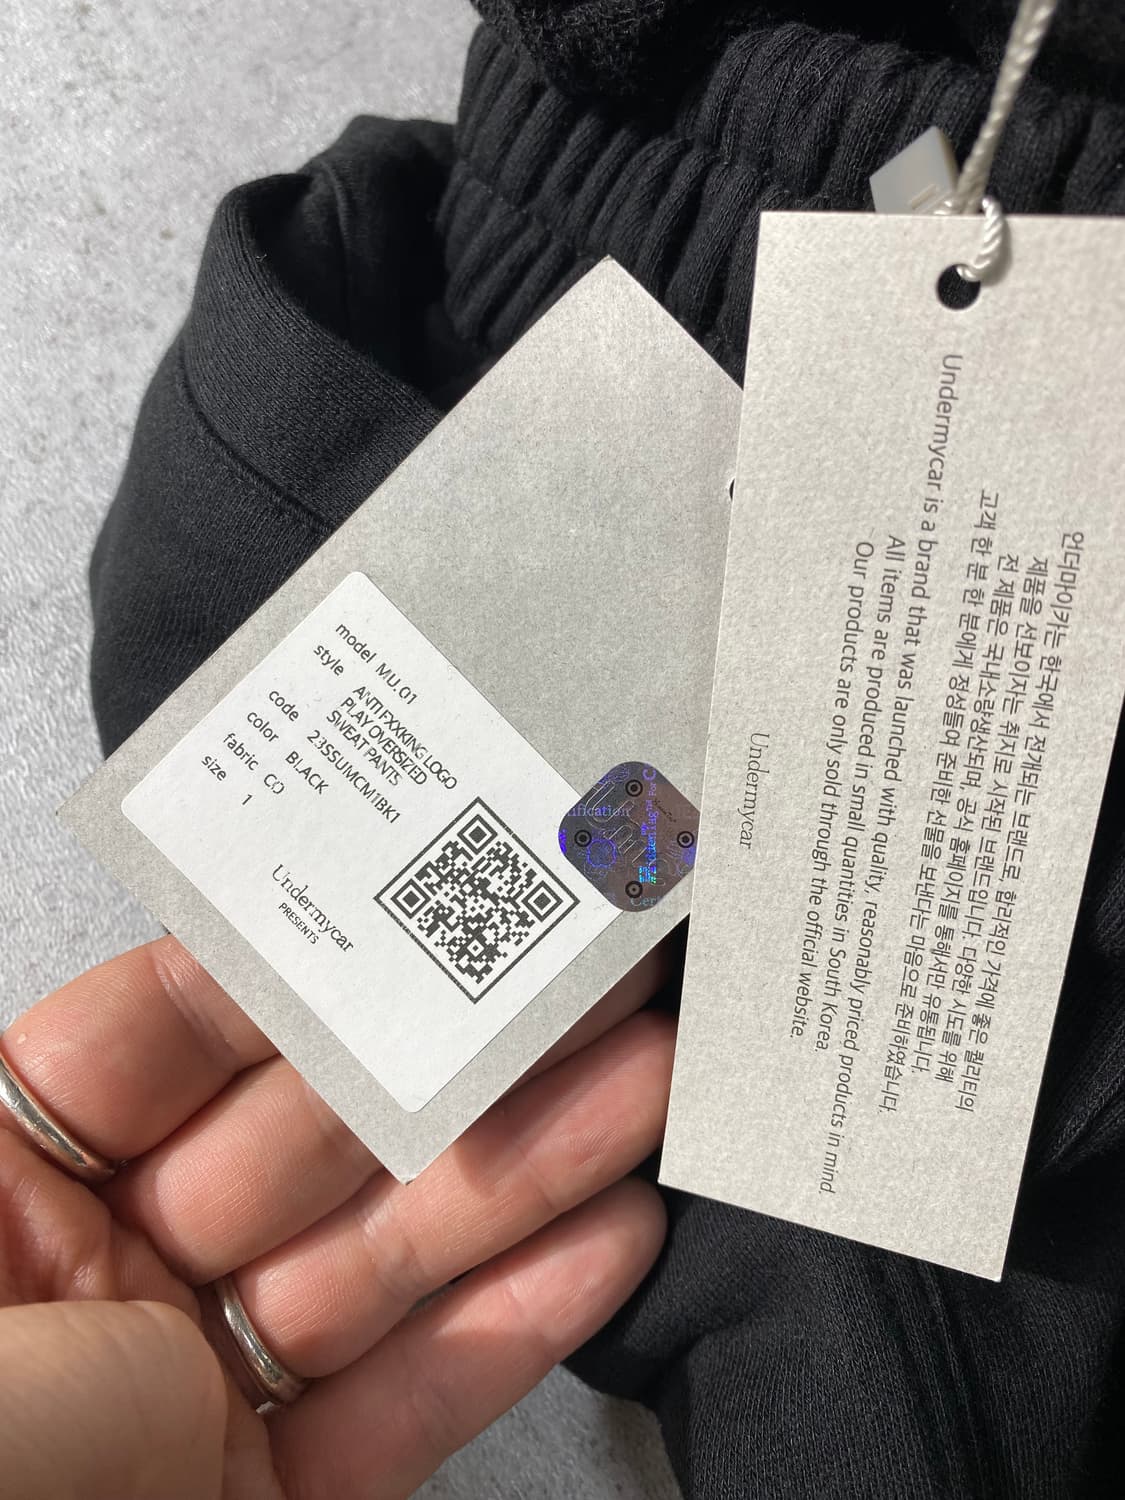 model MU.01
style ANTI FXXKING LOGO
PLAY OVERSIZED
SWEAT PANTS
code 23SSUMCM1BK1
color BLACK
fabric CO
size 1
Undermycar
PRESENTS
언더마이카는 한국에서 전개되는 브랜드로, 합리적인 가격에 좋은 퀄리티의
제품을 선보이자는 취지로 시작된 브랜드입니다. 다양한 시도를 위해
전 제품은 국내소량생산되며, 공식 홈페이지를 통해서만 유통됩니다.
고객 한 분 한 분에게 정성들여 준비한 선물을 보낸다는 마음으로 준비하였습니다.
Undermycar is a brand that was launched with quality, reasonably priced products in mind.
All items are produced in small quantities in South Korea.
Our products are only sold through the official website.
Undermycar